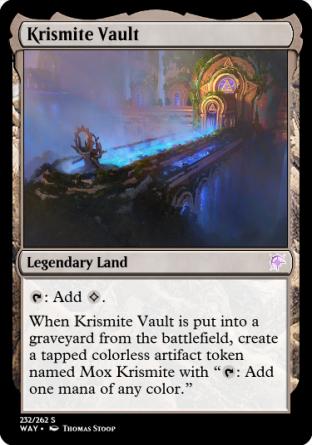 Krismite Vault
Legendary Land
: Add .
When Krismite Vault is put into a
graveyard from the battlefield, create
a tapped colorless artifact token
named Mox Krismite with “: Add
one mana of any color.”
232/262 S
WAY • Thomas Stoop